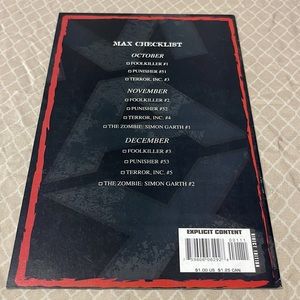 MAX CHECKLIST
OCTOBER
FOOLKILLER #1
PUNISHER #51
TERROR, INC. #3
NOVEMBER
FOOLKILLER #2
PUNISHER #52
TERROR, INC. #4
THE ZOMBIE: SIMON GARTH #1
DECEMBER
FOOLKILLER #3
PUNISHER #53
TERROR, INC. #5
THE ZOMBIE: SIMON GARTH #2
EXPLICIT CONTENT
DIRECT EDITION
00111
$1.00 US $1.25 CAN